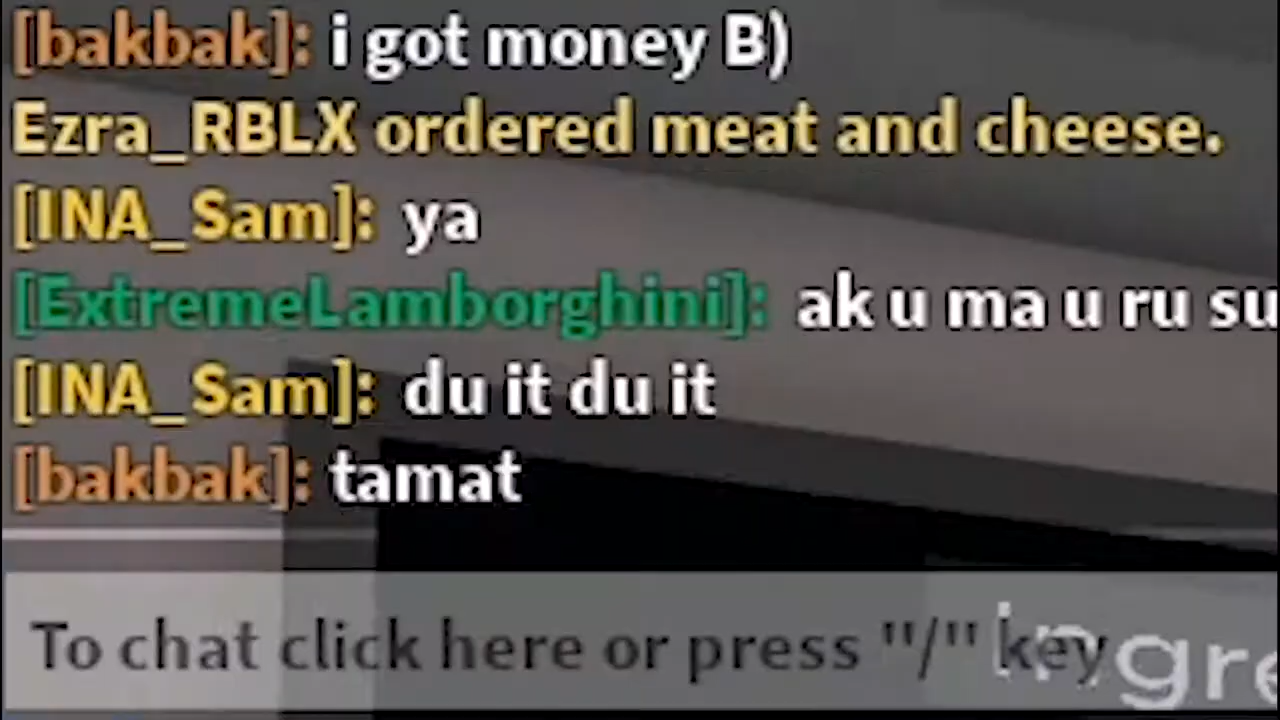 [bakbak]: i got money B)
Ezra_RBLX ordered meat and cheese.
[INA_Sam]: ya
[ExtremeLamborghini]: ak u ma u ru su
[INA_Sam]: du it du it
[bakbak]: tamat
To chat click here or press "/" key
ingre